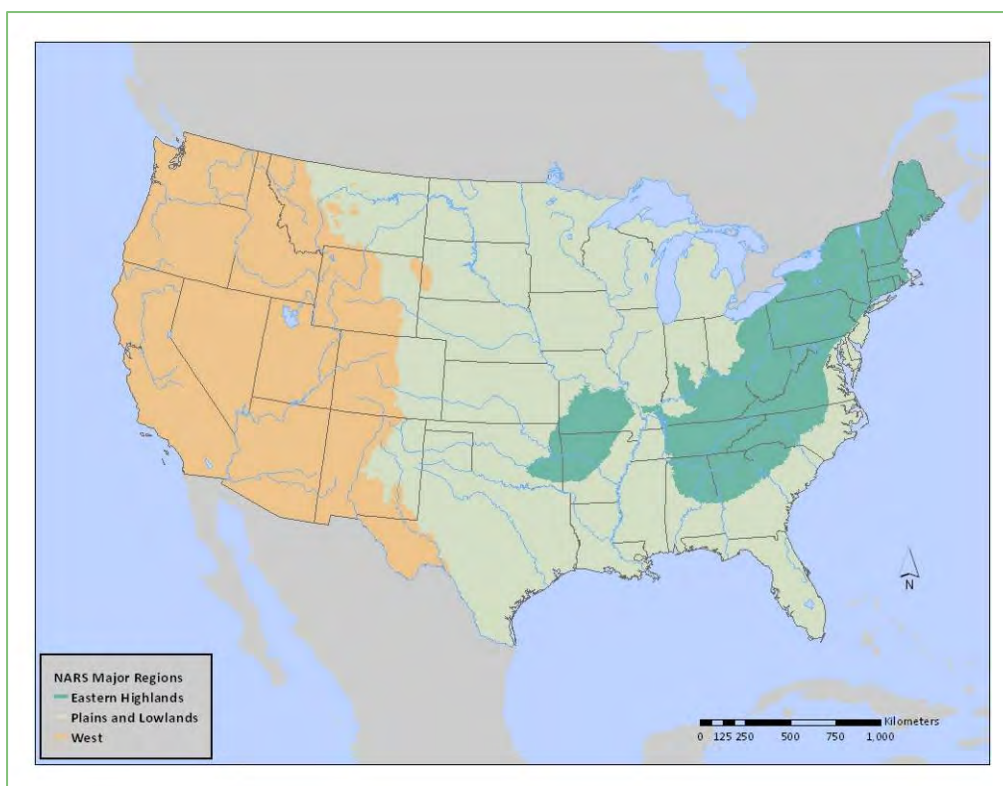 N
NARS Major Regions
Eastern Highlands
Plains and Lowlands
West
Kilometers
0 125 250 500 750 1,000